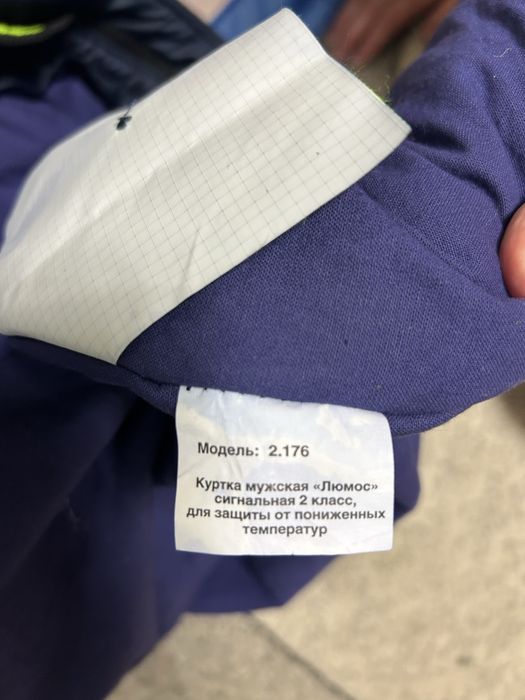 Модель: 2.176
Куртка мужская «Люмос»
сигнальная 2 класс,
для защиты от пониженных
температур